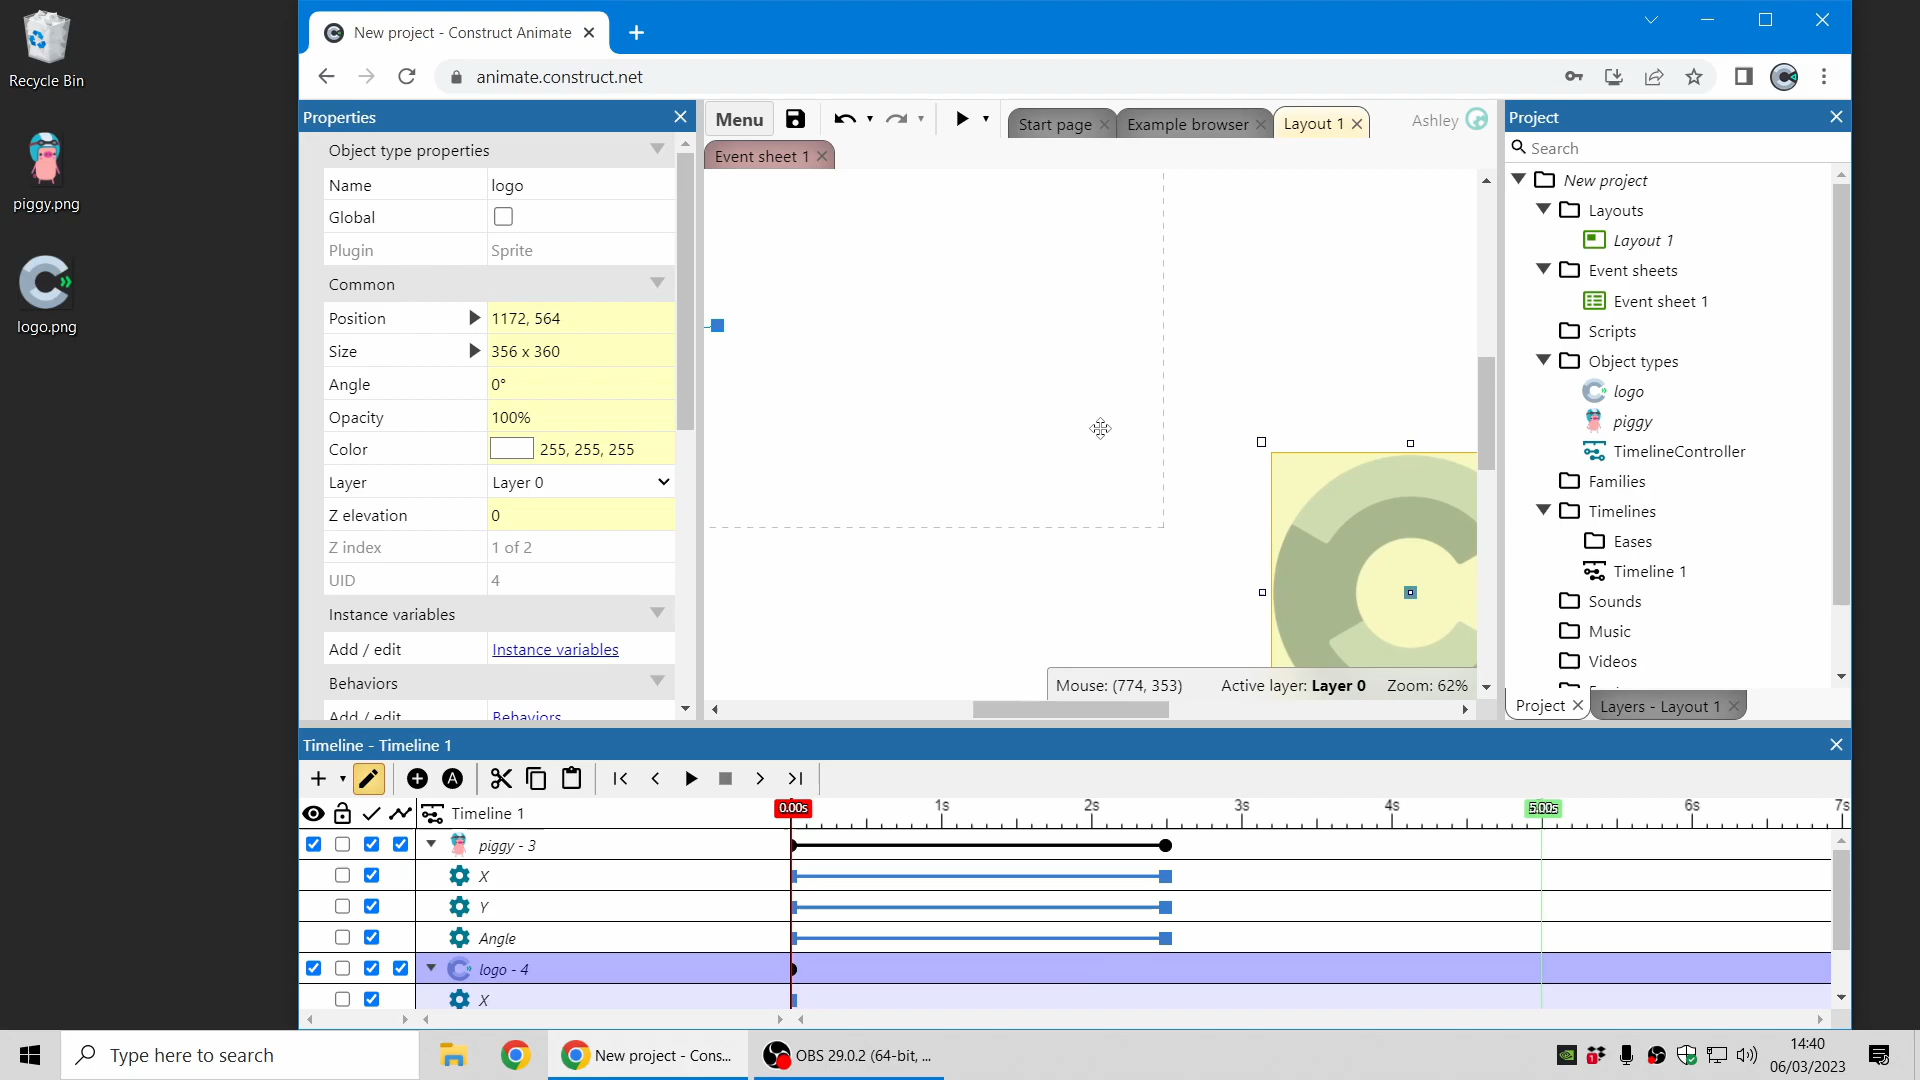 Recycle Bin
piggy.png
logo.png
New project - Construct Animate
animate.construct.net
Properties
Object type properties
Name logo
Global
Plugin Sprite
Common
Position 1172, 564
Size 356 x 360
Angle 0°
Opacity 100%
Color 255, 255, 255
Layer Layer 0
Z elevation 0
Z index 1 of 2
UID 4
Instance variables
Add / edit Instance variables
Behaviors
Add / edit Behaviors
Menu
Start page
Example browser
Layout 1
Ashley
Event sheet 1
Mouse: (774, 353) Active layer: Layer 0 Zoom: 62%
Project
Search
New project
Layouts
Layout 1
Event sheets
Event sheet 1
Scripts
Object types
logo
piggy
TimelineController
Families
Timelines
Eases
Timeline 1
Sounds
Music
Videos
Project
Layers - Layout 1
Timeline - Timeline 1
Timeline 1
0.00s 1s 2s 3s 4s 5.00s 6s 7s
piggy - 3
X
Y
Angle
logo - 4
X
Type here to search
New project - Cons...
OBS 29.0.2 (64-bit, ...
14:40
06/03/2023